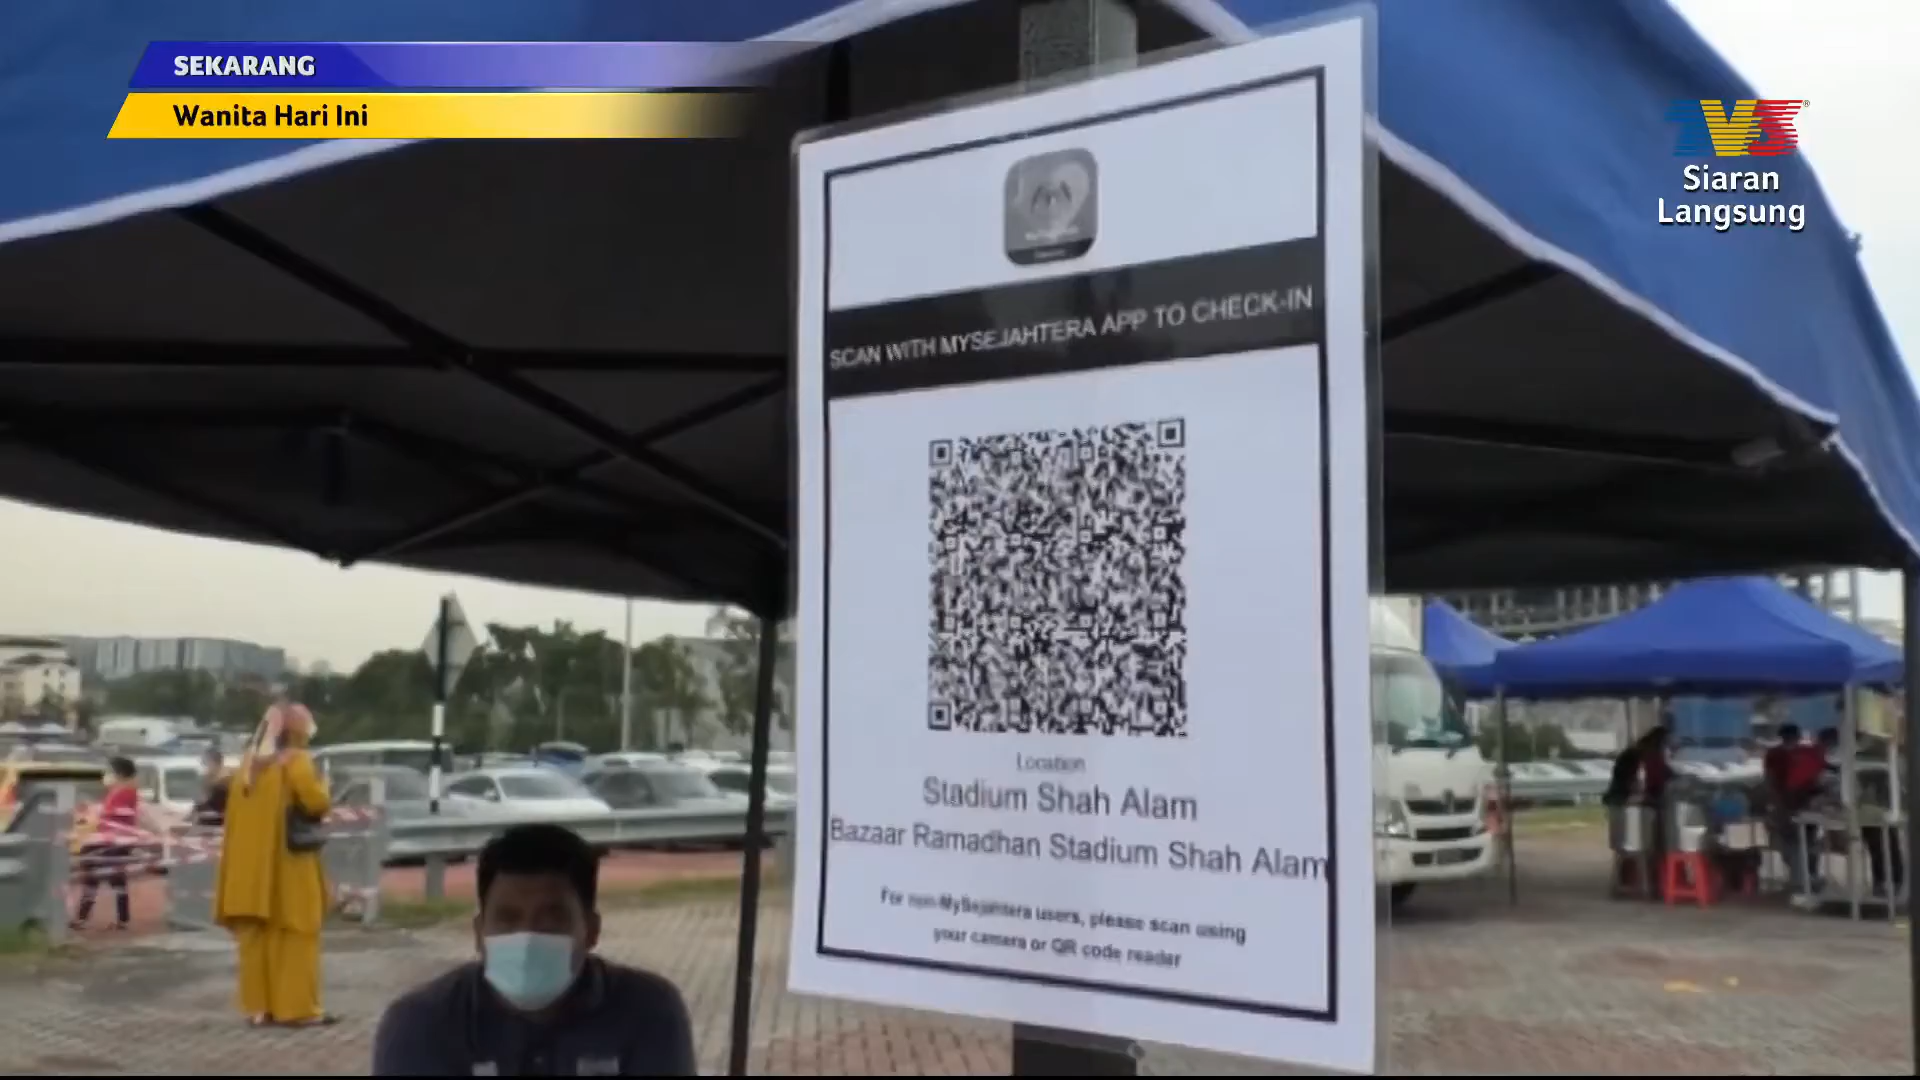 SEKARANG
Wanita Hari Ini
TV3
Siaran
Langsung
SCAN WITH MYSEJAHTERA APP TO CHECK-IN
Location
Stadium Shah Alam
Bazaar Ramadhan Stadium Shah Alam
For non-MySejahtera users, please scan using
your camera or QR code reader